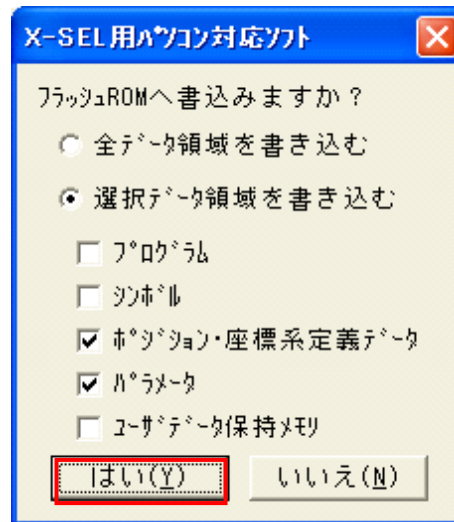 X-SEL用ﾊﾟｿｺﾝ対応ｿﾌﾄ
ﾌﾗｯｼｭROMへ書込みますか？
全ﾃﾞｰﾀ領域を書き込む
選択ﾃﾞｰﾀ領域を書き込む
ﾌﾟﾛｸﾞﾗﾑ
ｼﾝﾎﾞﾙ
ﾎﾟｼﾞｼｮﾝ･座標系定義ﾃﾞｰﾀ
ﾊﾟﾗﾒｰﾀ
ﾕｰｻﾞﾃﾞｰﾀ保持ﾒﾓﾘ
はい(Y) いいえ(N)